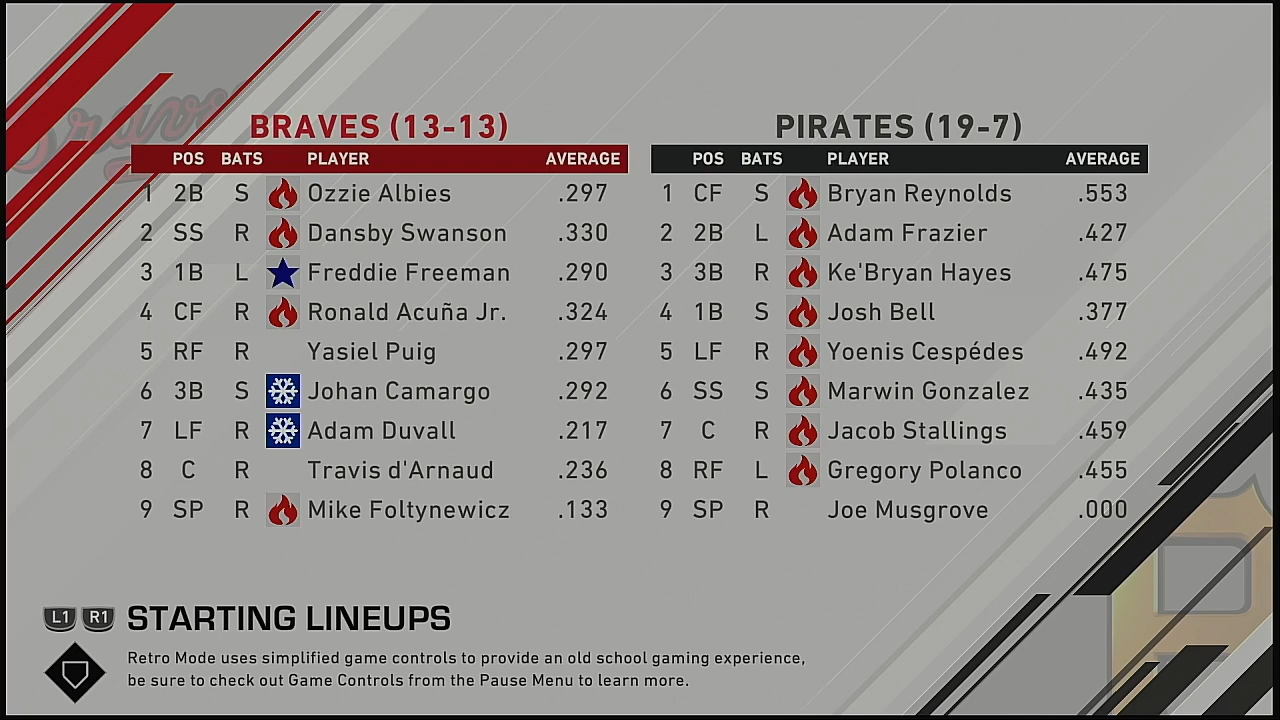 Braves
BRAVES (13-13)
POS BATS PLAYER AVERAGE
1 2B S Ozzie Albies .297
2 SS R Dansby Swanson .330
3 1B L Freddie Freeman .290
4 CF R Ronald Acuña Jr. .324
5 RF R Yasiel Puig .297
6 3B S Johan Camargo .292
7 LF R Adam Duvall .217
8 C R Travis d'Arnaud .236
9 SP R Mike Foltynewicz .133
PIRATES (19-7)
POS BATS PLAYER AVERAGE
1 CF S Bryan Reynolds .553
2 2B L Adam Frazier .427
3 3B R Ke'Bryan Hayes .475
4 1B S Josh Bell .377
5 LF R Yoenis Cespédes .492
6 SS S Marwin Gonzalez .435
7 C R Jacob Stallings .459
8 RF L Gregory Polanco .455
9 SP R Joe Musgrove .000
L1 R1 STARTING LINEUPS
Retro Mode uses simplified game controls to provide an old school gaming experience,
be sure to check out Game Controls from the Pause Menu to learn more.
P